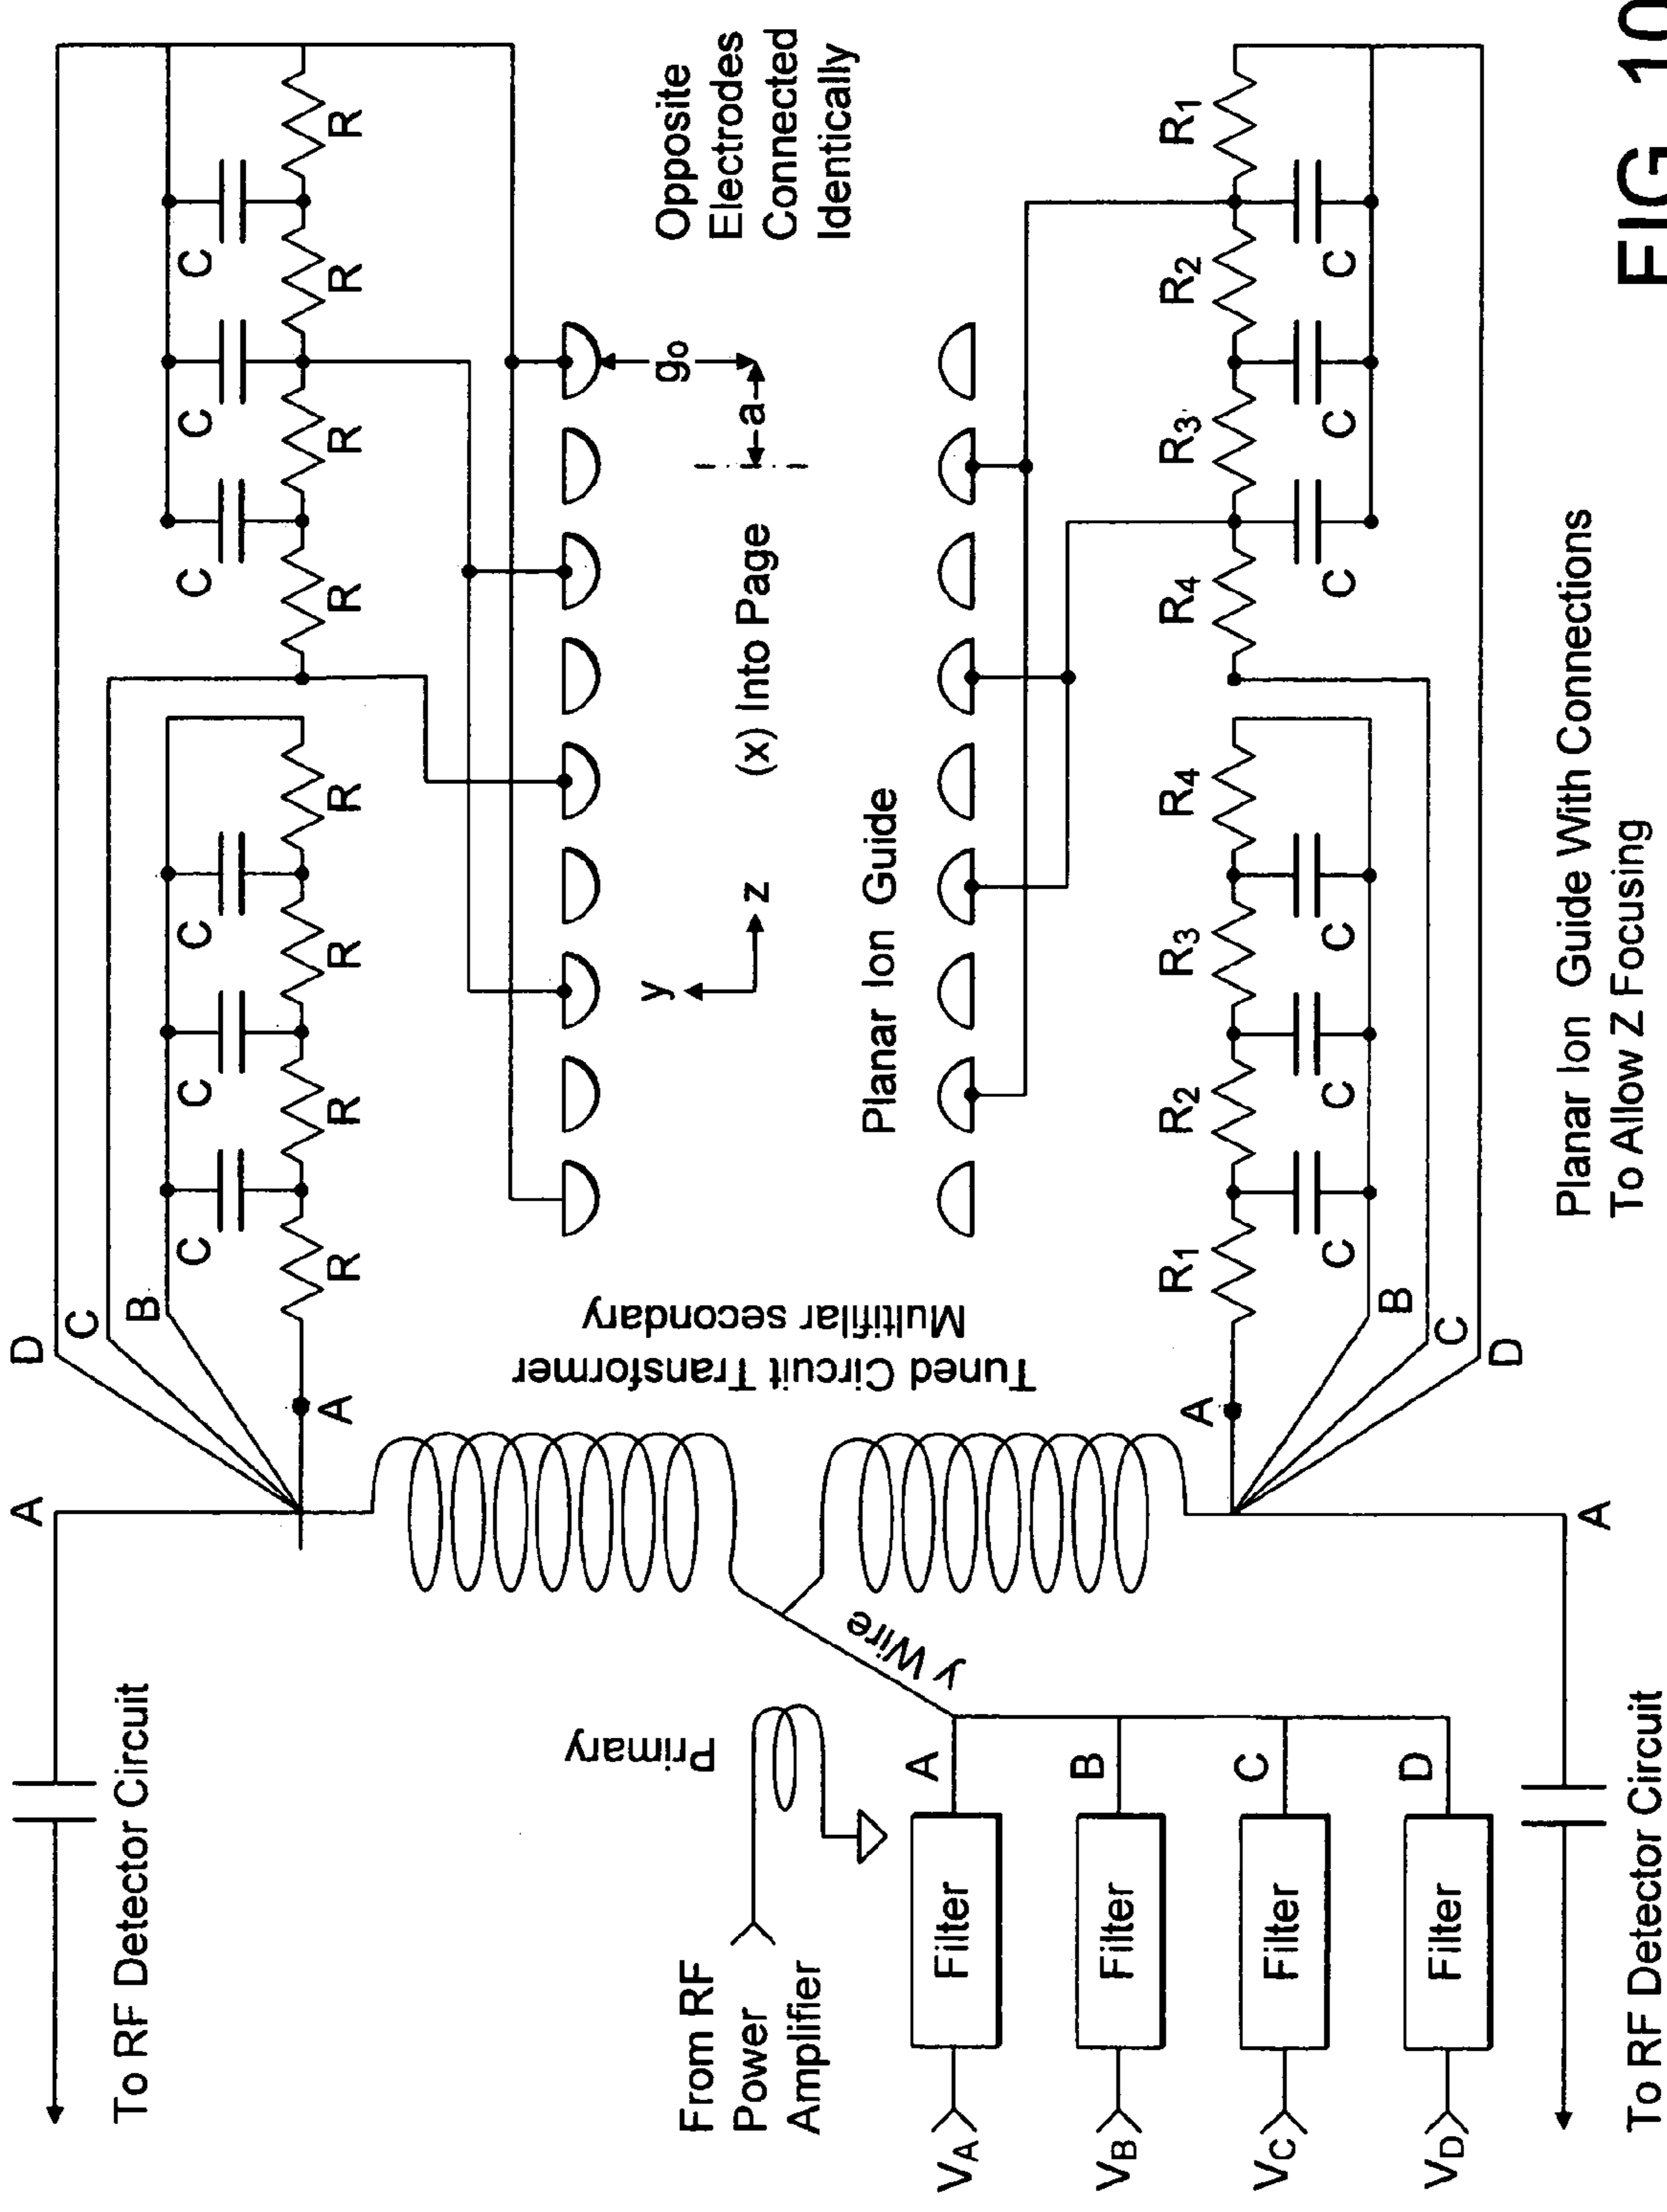 To RF Detector Circuit
A
D
C
B
A
R
C
R
C
R
C
R
R
C
R
C
R
C
R
Opposite
Electrodes
Connected
Identically
g0
a
(x) Into Page
y
z
Planar Ion Guide
Tuned Circuit Transformer
Multifilar secondary
Primary
y Wire
From RF
Power
Amplifier
VA
Filter
A
VB
Filter
B
VC
Filter
C
VD
Filter
D
A
R1
R2
R3
R4
C
C
C
R4
R3
R2
R1
C
C
C
B
C
D
A
To RF Detector Circuit
Planar Ion Guide With Connections
To Allow Z Focusing
FIG 10